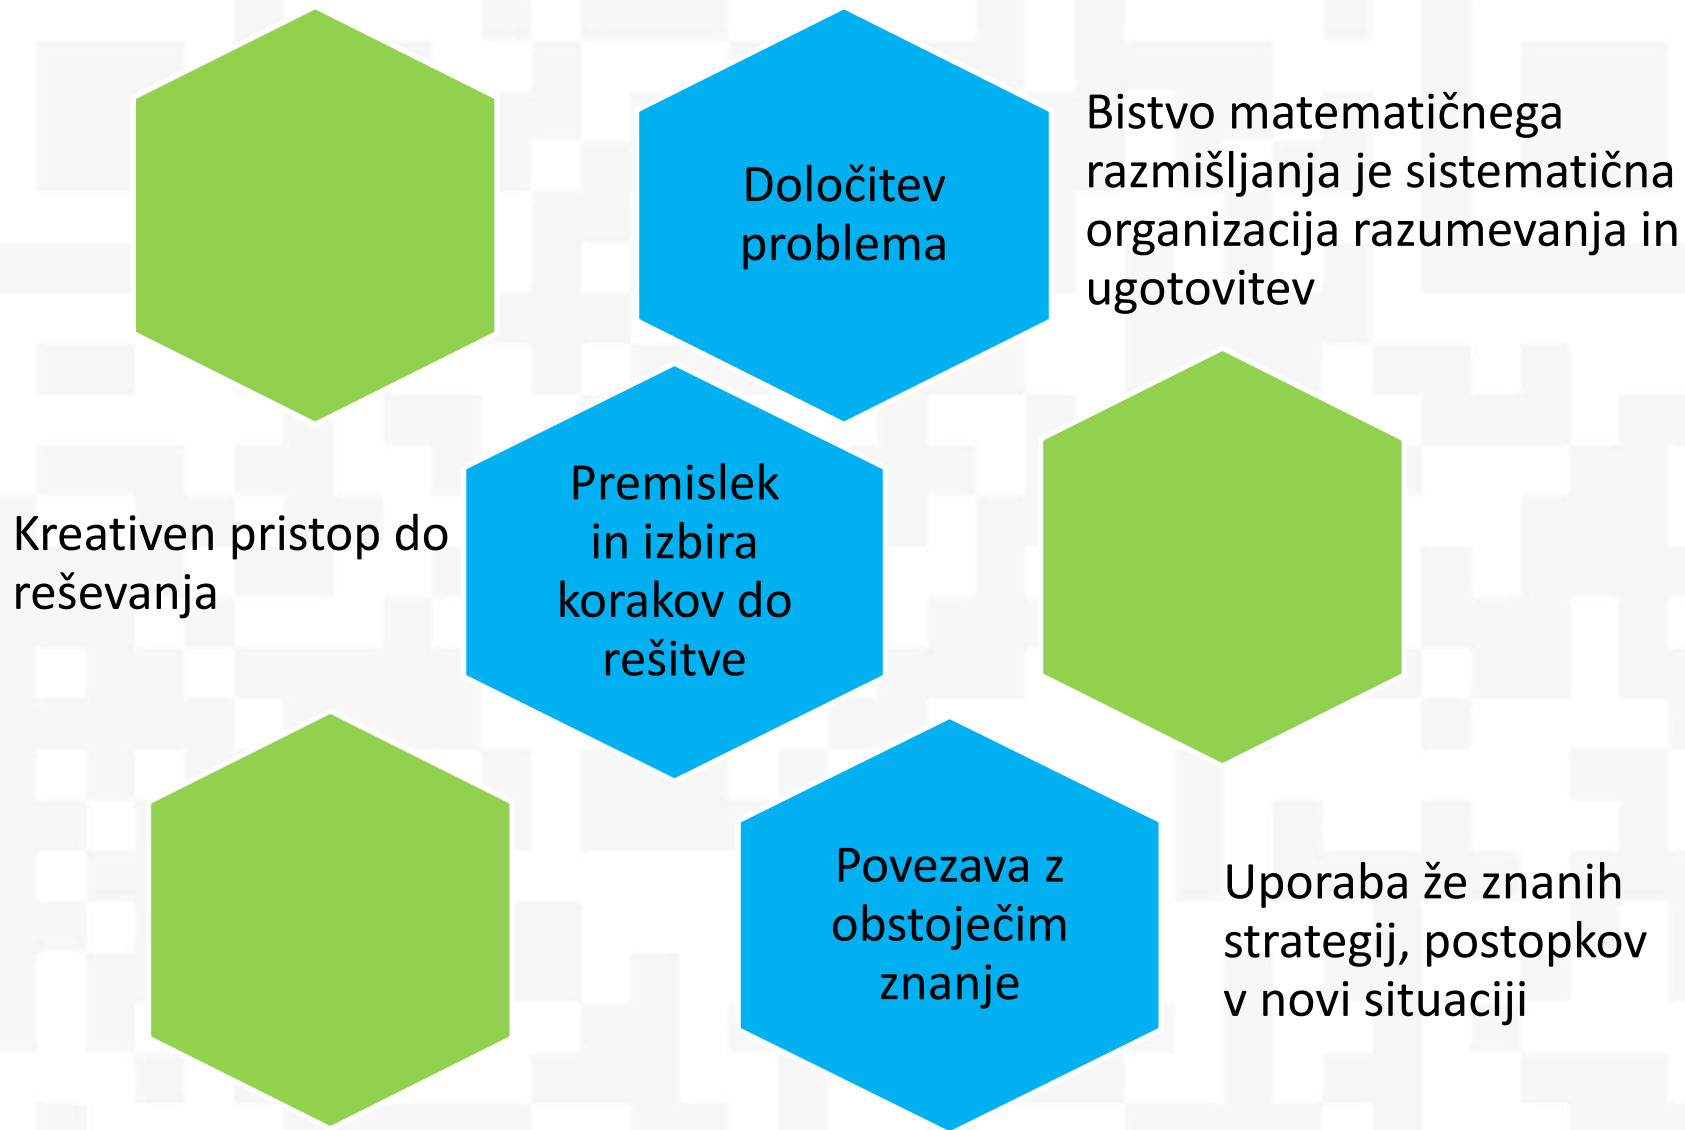 Določitev
problema
Bistvo matematičnega
razmišljanja je sistematična
organizacija razumevanja in
ugotovitev
Kreativen pristop do
reševanja
Premislek
in izbira
korakov do
rešitve
Povezava z
obstoječim
znanje
Uporaba že znanih
strategij, postopkov
v novi situaciji